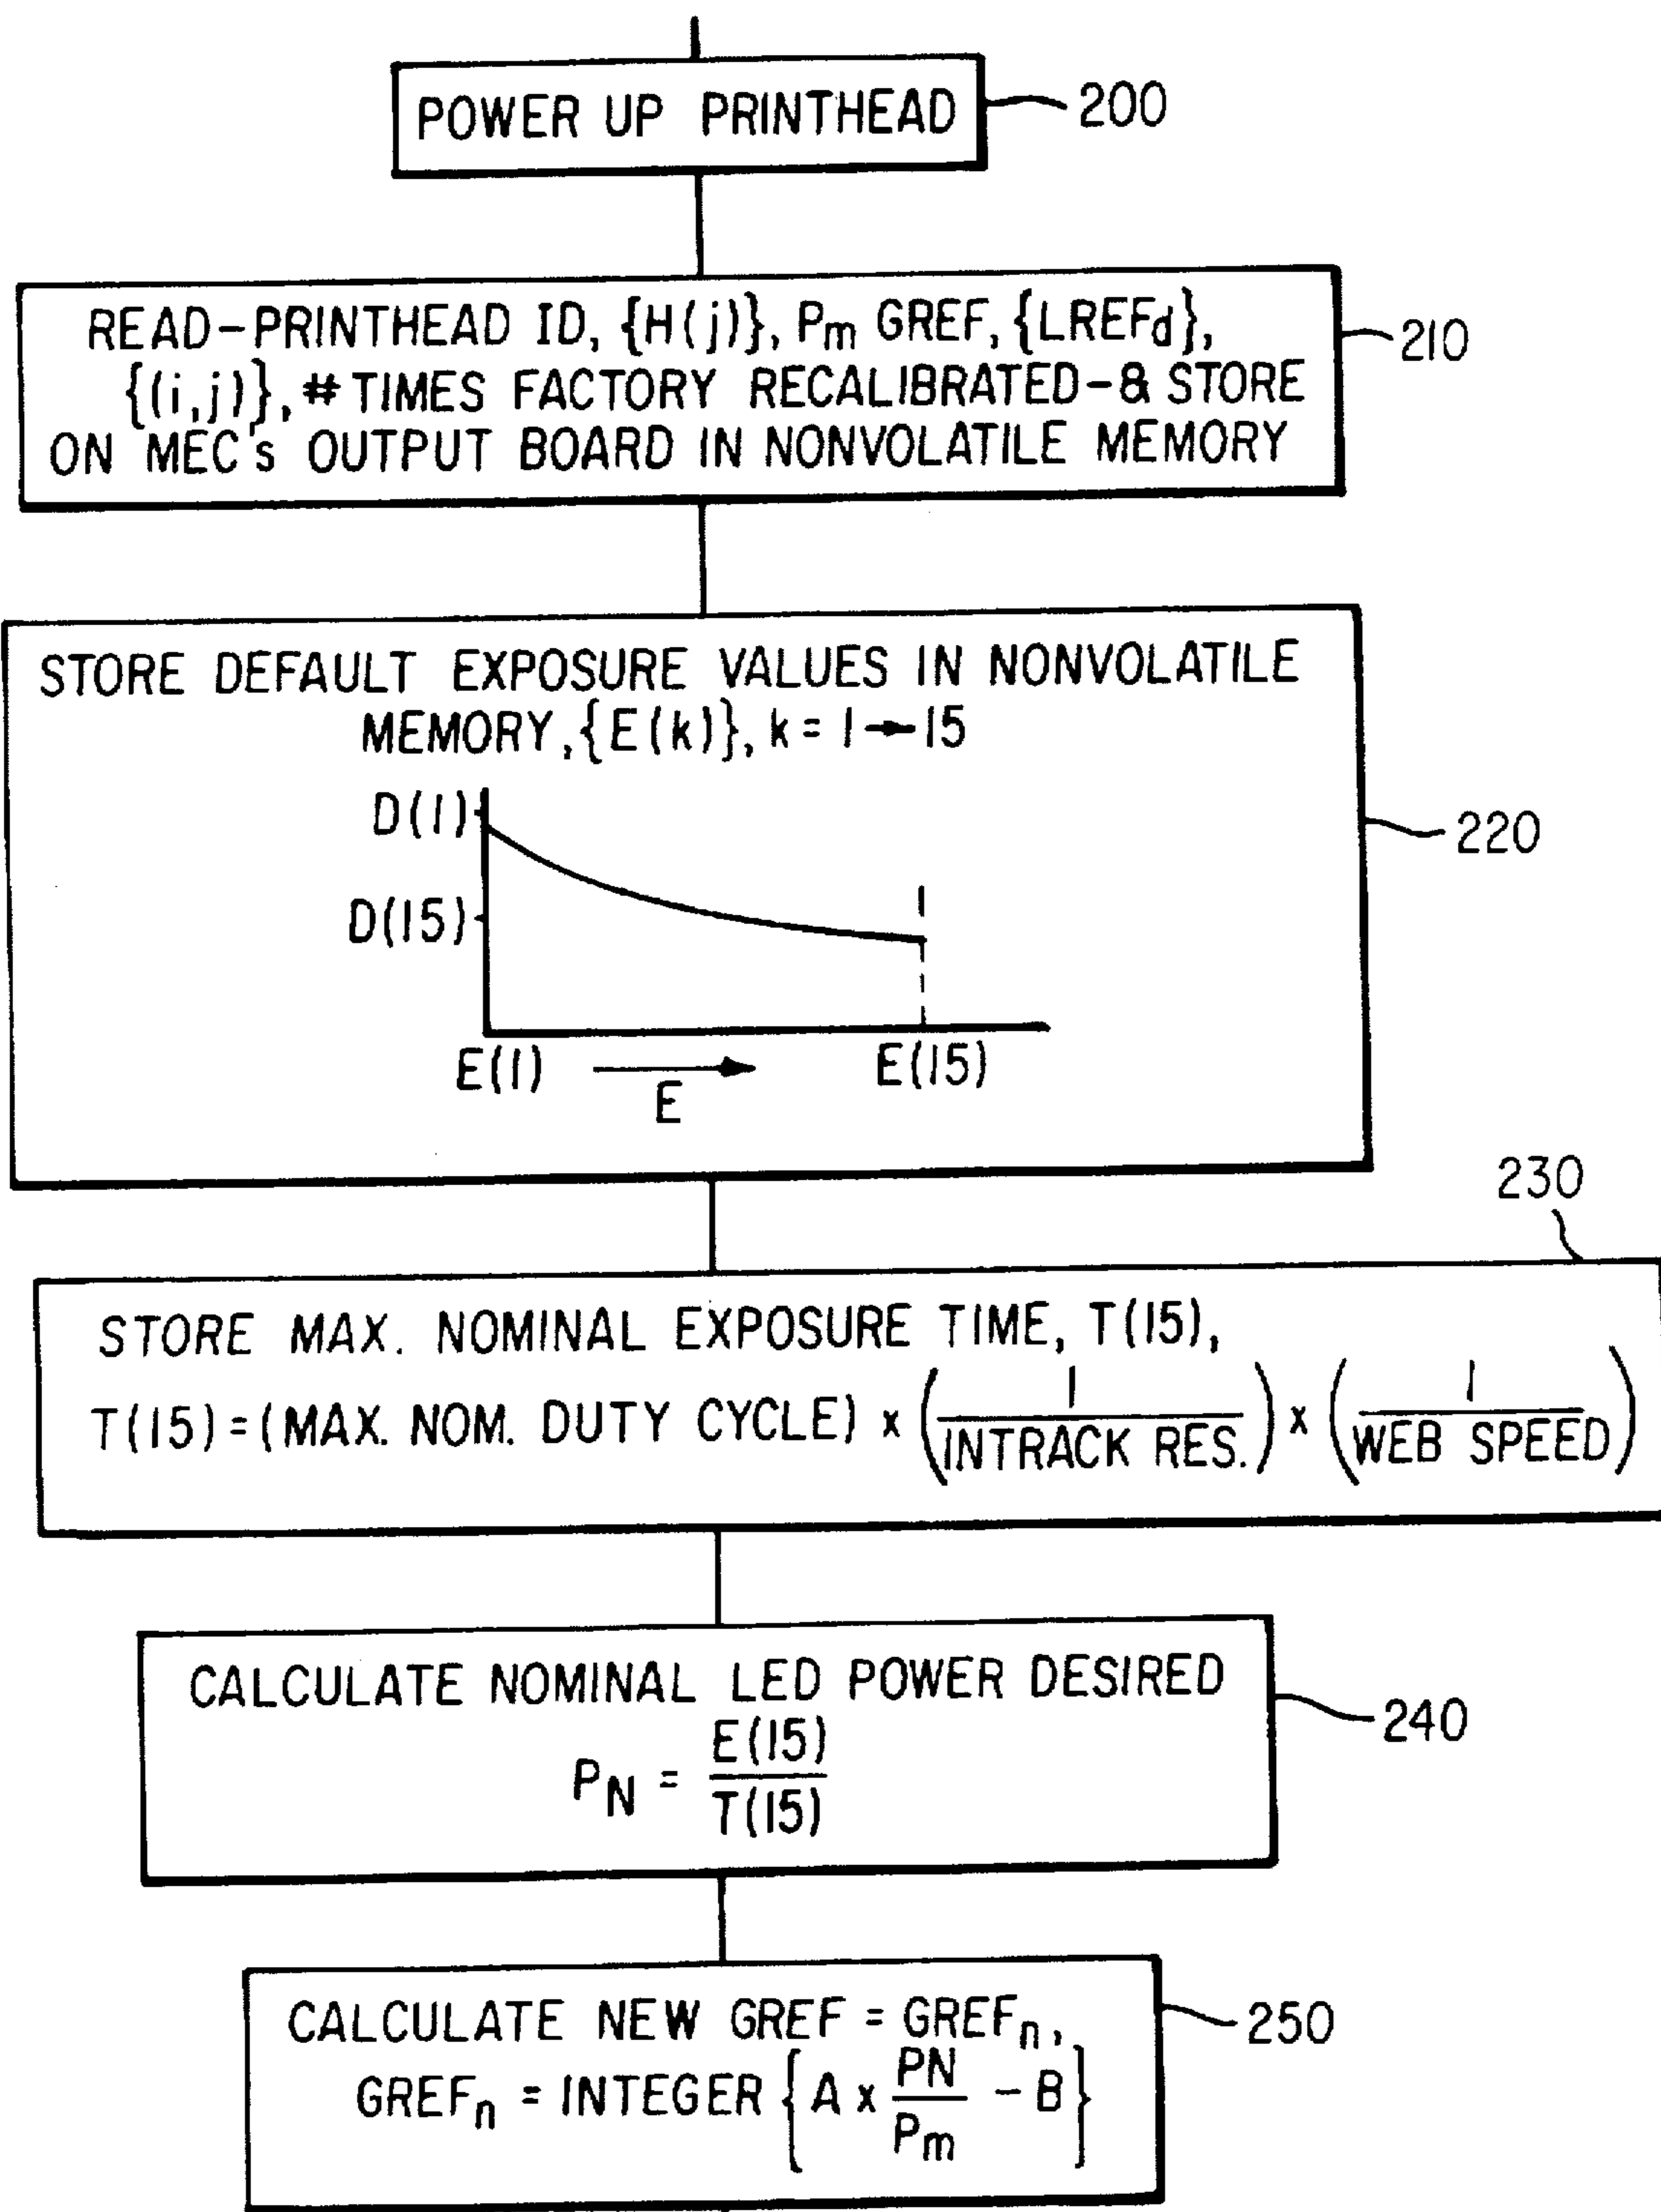 POWER UP PRINTHEAD
200
READ-PRINTHEAD ID, {H(j)}, Pm GREF, {LREFd},
{(i,j)}, # TIMES FACTORY RECALIBRATED-& STORE
ON MEC's OUTPUT BOARD IN NONVOLATILE MEMORY
210
STORE DEFAULT EXPOSURE VALUES IN NONVOLATILE
MEMORY, {E(k)}, k = 1 → 15
D(1)
D(15)
E(1)
E
E(15)
220
230
STORE MAX. NOMINAL EXPOSURE TIME, T(15),
T(15) = (MAX. NOM. DUTY CYCLE) x (1 / INTRACK RES.) x (1 / WEB SPEED)
CALCULATE NOMINAL LED POWER DESIRED
PN = E(15) / T(15)
240
CALCULATE NEW GREF = GREFn,
GREFn = INTEGER {A x PN / Pm - B}
250